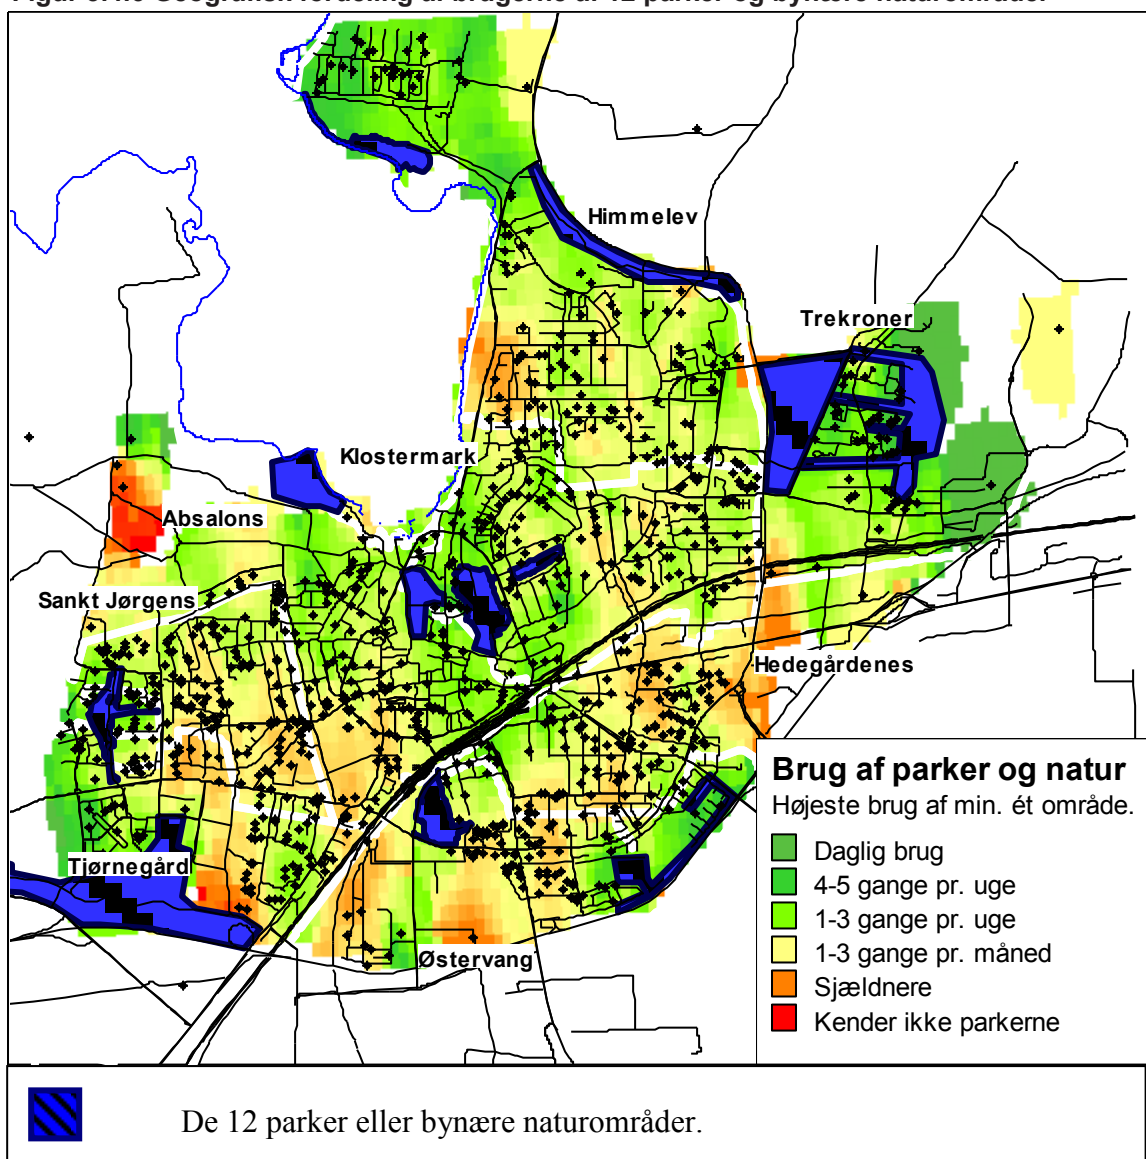 Himmelev
Trekroner
Klostermark
Absalons
Sankt Jørgens
Hedegårdenes
Tjørnegård
Østervang
Brug af parker og natur
Højeste brug af min. ét område.
Daglig brug
4-5 gange pr. uge
1-3 gange pr. uge
1-3 gange pr. måned
Sjældnere
Kender ikke parkerne
De 12 parker eller bynære naturområder.